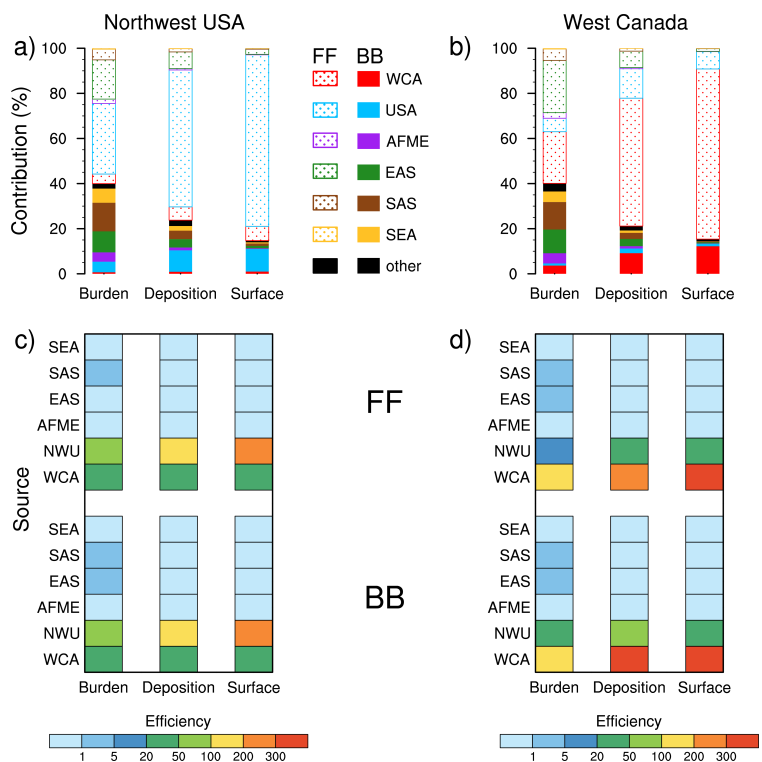 Northwest USA
West Canada
a)
b)
FF BB
Contribution (%)
100
80
60
40
20
0
100
80
60
40
20
0
WCA
USA
AFME
EAS
SAS
SEA
other
Burden Deposition Surface
Burden Deposition Surface
c)
d)
Source
SEA
SAS
EAS
AFME
NWU
WCA
SEA
SAS
EAS
AFME
NWU
WCA
FF
SEA
SAS
EAS
AFME
NWU
WCA
SEA
SAS
EAS
AFME
NWU
WCA
BB
Burden Deposition Surface
Burden Deposition Surface
Efficiency
1 5 20 50 100 200 300
Efficiency
1 5 20 50 100 200 300